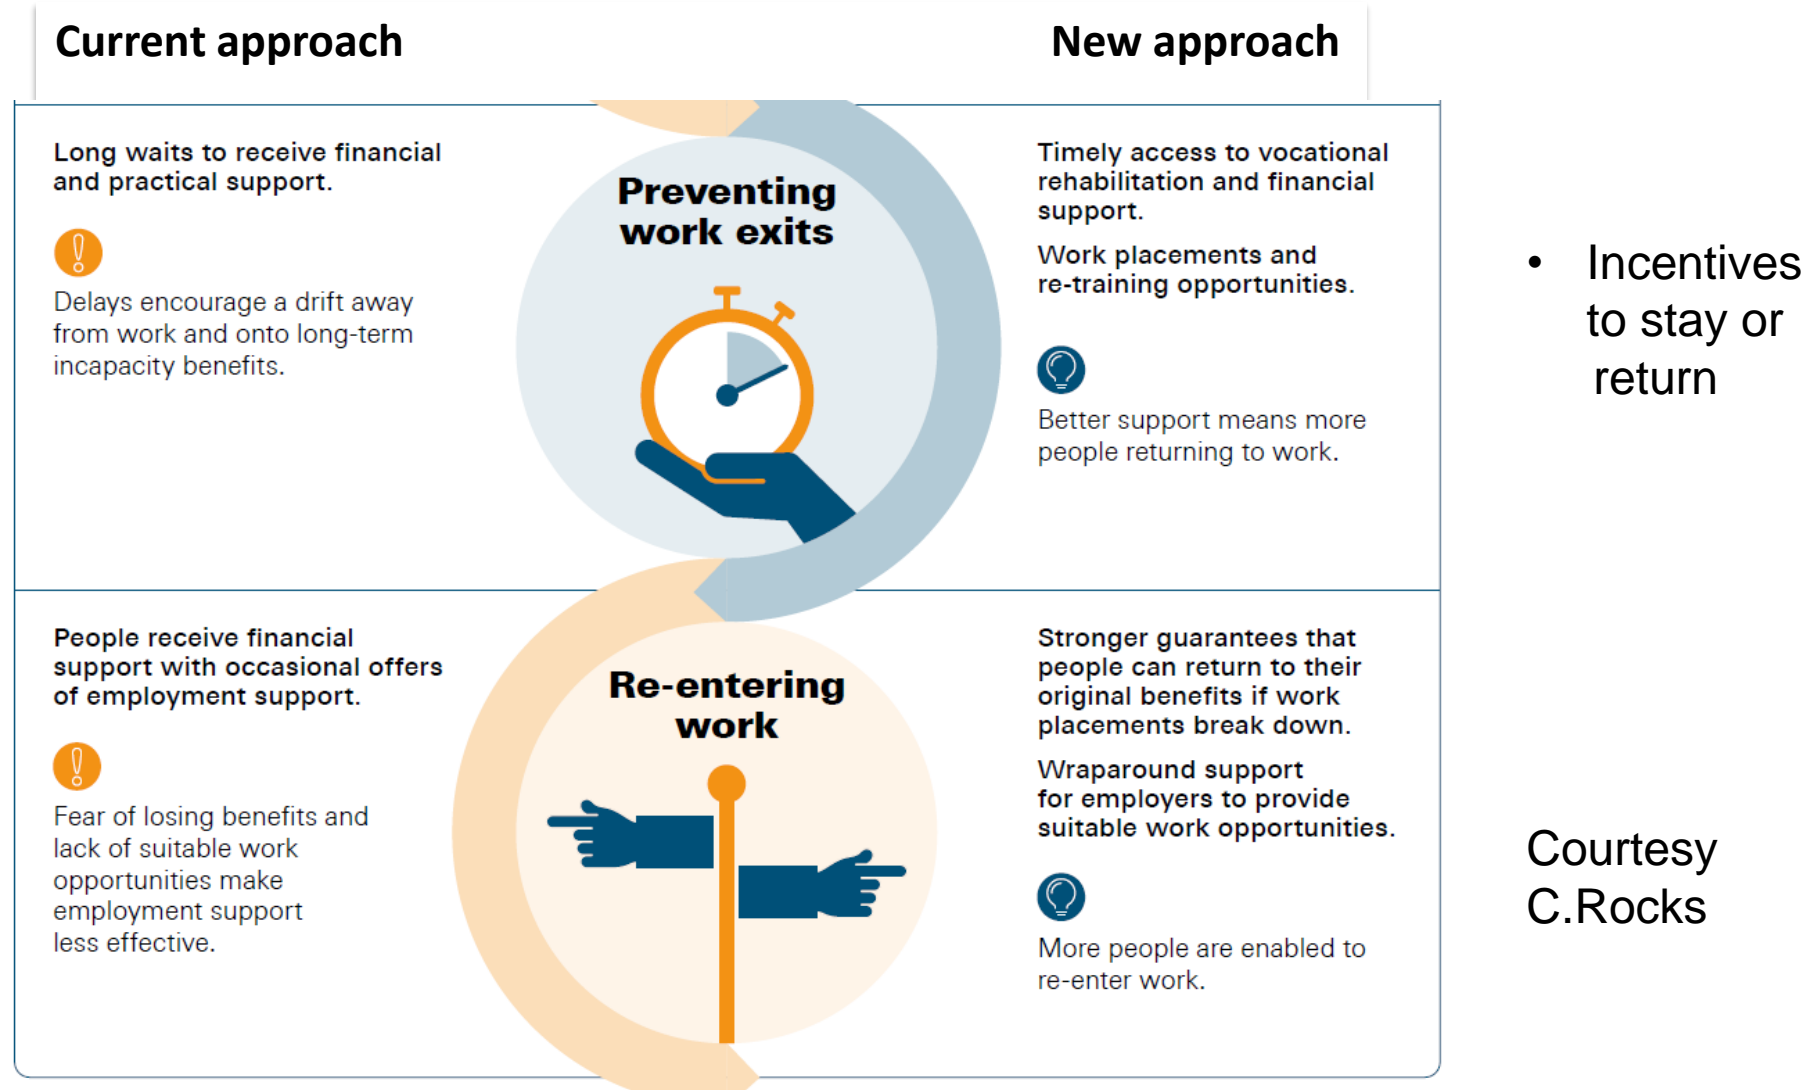 Current approach
New approach
Long waits to receive financial
and practical support.
Delays encourage a drift away
from work and onto long-term
incapacity benefits.
Preventing
work exits
Timely access to vocational
rehabilitation and financial
support.
Work placements and
re-training opportunities.
Better support means more
people returning to work.
People receive financial
support with occasional offers
of employment support.
Fear of losing benefits and
lack of suitable work
opportunities make
employment support
less effective.
Re-entering
work
Stronger guarantees that
people can return to their
original benefits if work
placements break down.
Wraparound support
for employers to provide
suitable work opportunities.
More people are enabled to
re-enter work.
• Incentives
to stay or
return
Courtesy
C.Rocks